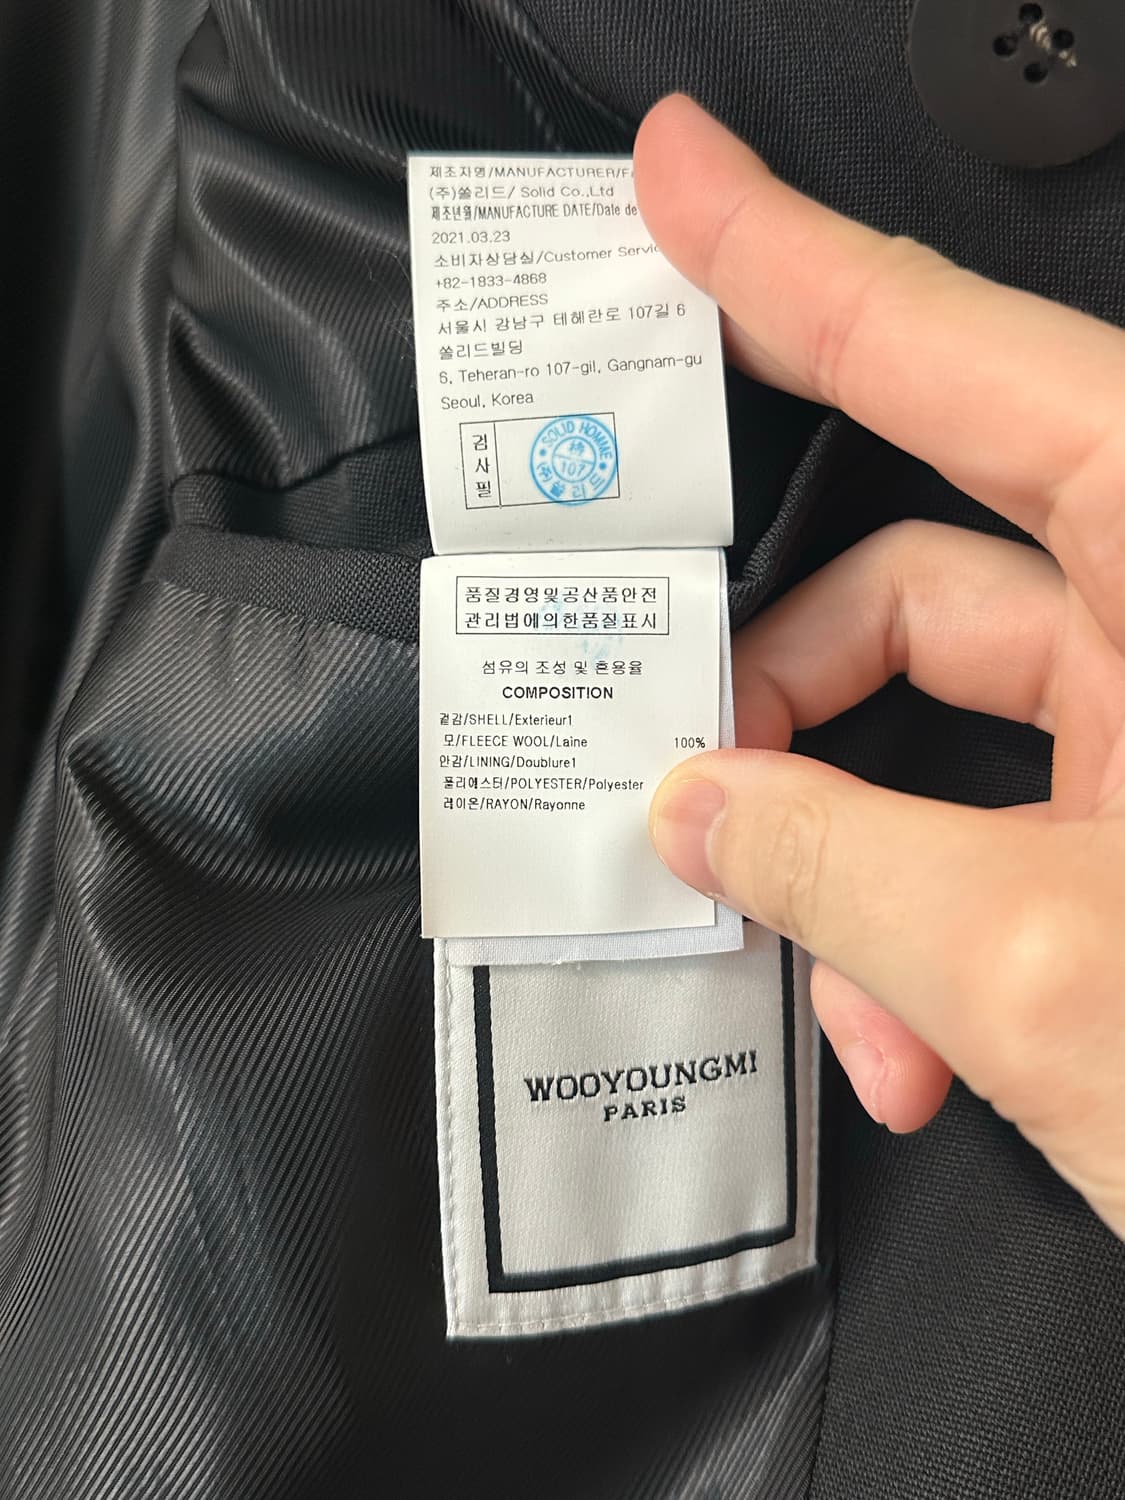 제조자명/MANUFACTURER/F
(주)쏠리드/ Solid Co.,Ltd
제조년월/MANUFACTURE DATE/Date de
2021.03.23
소비자상담실/Customer Servic
+82-1833-4868
주소/ADDRESS
서울시 강남구 테헤란로 107길 6
쏠리드빌딩
6, Teheran-ro 107-gil, Gangnam-gu
Seoul, Korea
검사필
SOLID HOMME
107
(주)쏠리드
품질경영및공산품안전
관리법에의한품질표시
섬유의 조성 및 혼용율
COMPOSITION
겉감/SHELL/Exterieur1
모/FLEECE WOOL/Laine 100%
안감/LINING/Doublure1
폴리에스터/POLYESTER/Polyester
레이온/RAYON/Rayonne
WOOYOUNGMI
PARIS